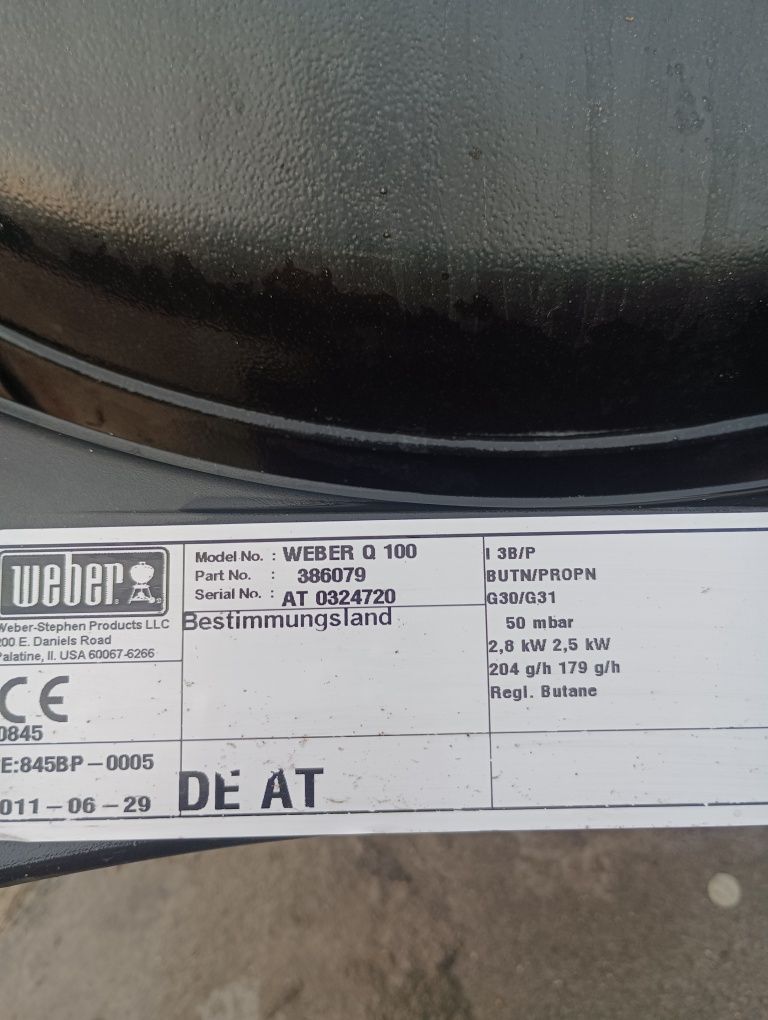 weber
Weber-Stephen Products LLC
200 E. Daniels Road
Palatine, Il. USA 60067-6266
CE
0845
E:845BP-0005
011-06-29
Model No. : WEBER Q 100
Part No. : 386079
Serial No. : AT 0324720
Bestimmungsland
DE AT
I 3B/P
BUTN/PROPN
G30/G31
50 mbar
2,8 kW 2,5 kW
204 g/h 179 g/h
Regl. Butane